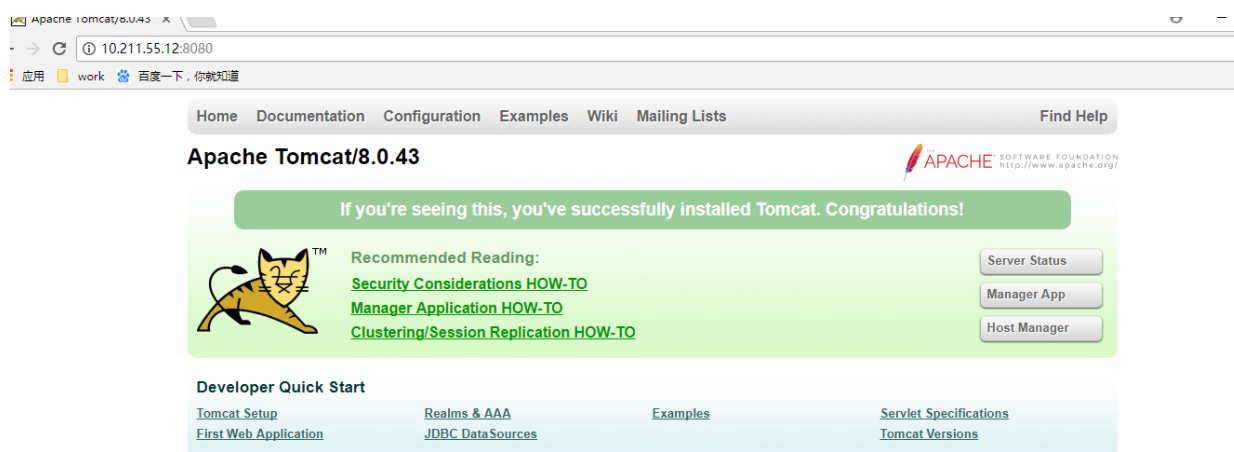 Apache Tomcat/8.0.43
10.211.55.12:8080
应用 work 百度一下，你就知道
Home Documentation Configuration Examples Wiki Mailing Lists Find Help
Apache Tomcat/8.0.43
THE APACHE SOFTWARE FOUNDATION
http://www.apache.org/
If you're seeing this, you've successfully installed Tomcat. Congratulations!
TM
Recommended Reading:
Security Considerations HOW-TO
Manager Application HOW-TO
Clustering/Session Replication HOW-TO
Server Status
Manager App
Host Manager
Developer Quick Start
Tomcat Setup Realms & AAA Examples Servlet Specifications
First Web Application JDBC DataSources Tomcat Versions